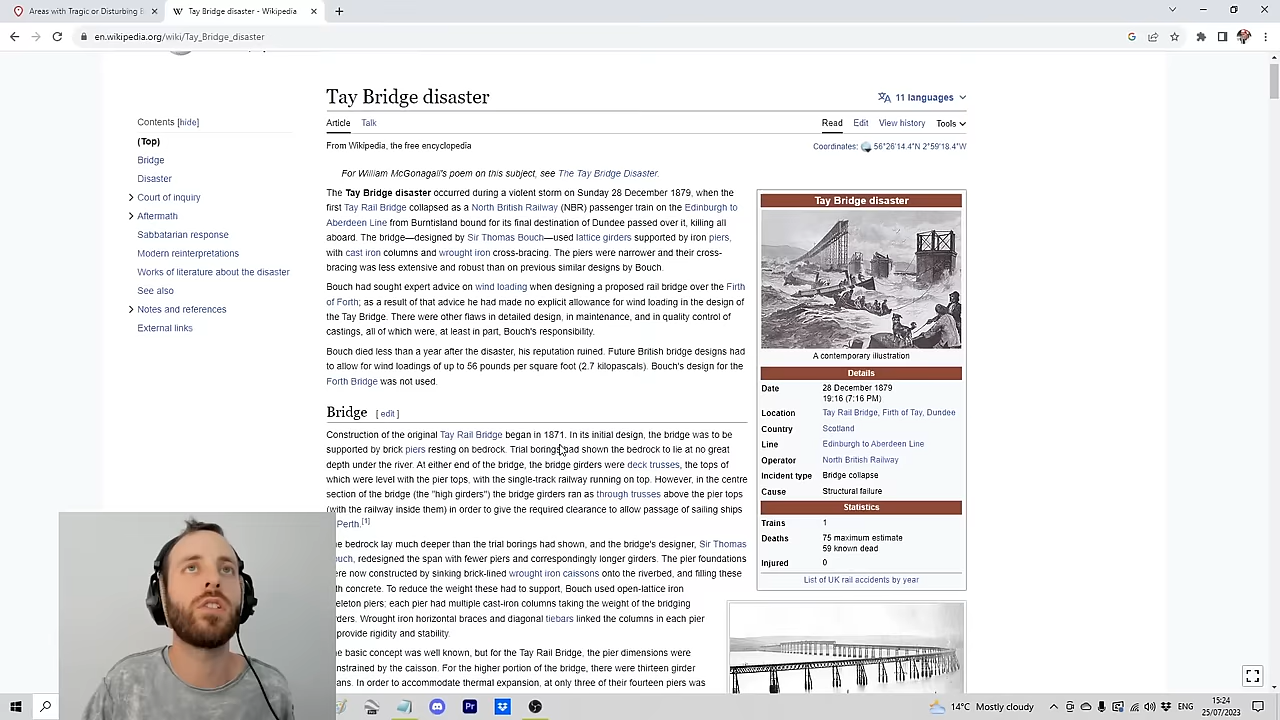 Areas with Tragic or Disturbing B
Tay Bridge disaster - Wikipedia
en.wikipedia.org/wiki/Tay_Bridge_disaster
Tay Bridge disaster
11 languages
Article Talk
Read Edit View history Tools
From Wikipedia, the free encyclopedia
Coordinates: 56°26′14.4″N 2°59′18.4″W
Contents [hide]
(Top)
Bridge
Disaster
Court of inquiry
Aftermath
Sabbatarian response
Modern reinterpretations
Works of literature about the disaster
See also
Notes and references
External links
For William McGonagall's poem on this subject, see The Tay Bridge Disaster.
The Tay Bridge disaster occurred during a violent storm on Sunday 28 December 1879, when the
first Tay Rail Bridge collapsed as a North British Railway (NBR) passenger train on the Edinburgh to
Aberdeen Line from Burntisland bound for its final destination of Dundee passed over it, killing all
aboard. The bridge—designed by Sir Thomas Bouch—used lattice girders supported by iron piers,
with cast iron columns and wrought iron cross-bracing. The piers were narrower and their cross-
bracing was less extensive and robust than on previous similar designs by Bouch.
Bouch had sought expert advice on wind loading when designing a proposed rail bridge over the Firth
of Forth; as a result of that advice he had made no explicit allowance for wind loading in the design of
the Tay Bridge. There were other flaws in detailed design, in maintenance, and in quality control of
castings, all of which were, at least in part, Bouch's responsibility.
Bouch died less than a year after the disaster, his reputation ruined. Future British bridge designs had
to allow for wind loadings of up to 56 pounds per square foot (2.7 kilopascals). Bouch's design for the
Forth Bridge was not used.
Bridge [ edit ]
Construction of the original Tay Rail Bridge began in 1871. In its initial design, the bridge was to be
supported by brick piers resting on bedrock. Trial borings had shown the bedrock to lie at no great
depth under the river. At either end of the bridge, the bridge girders were deck trusses, the tops of
which were level with the pier tops, with the single-track railway running on top. However, in the centre
section of the bridge (the "high girders") the bridge girders ran as through trusses above the pier tops
(with the railway inside them) in order to give the required clearance to allow passage of sailing ships
Perth.[1]
he bedrock lay much deeper than the trial borings had shown, and the bridge's designer, Sir Thomas
ouch, redesigned the span with fewer piers and correspondingly longer girders. The pier foundations
ere now constructed by sinking brick-lined wrought iron caissons onto the riverbed, and filling these
th concrete. To reduce the weight these had to support, Bouch used open-lattice iron
eleton piers: each pier had multiple cast-iron columns taking the weight of the bridging
ders. Wrought iron horizontal braces and diagonal tiebars linked the columns in each pier
provide rigidity and stability.
he basic concept was well known, but for the Tay Rail Bridge, the pier dimensions were
nstrained by the caisson. For the higher portion of the bridge, there were thirteen girder
ans. In order to accommodate thermal expansion, at only three of their fourteen piers was
Tay Bridge disaster
A contemporary illustration
Details
Date 28 December 1879
19:16 (7:16 PM)
Location Tay Rail Bridge, Firth of Tay, Dundee
Country Scotland
Line Edinburgh to Aberdeen Line
Operator North British Railway
Incident type Bridge collapse
Cause Structural failure
Statistics
Trains 1
Deaths 75 maximum estimate
59 known dead
Injured 0
List of UK rail accidents by year
Pr
14°C Mostly cloudy
ENG
15:24
25/07/2023